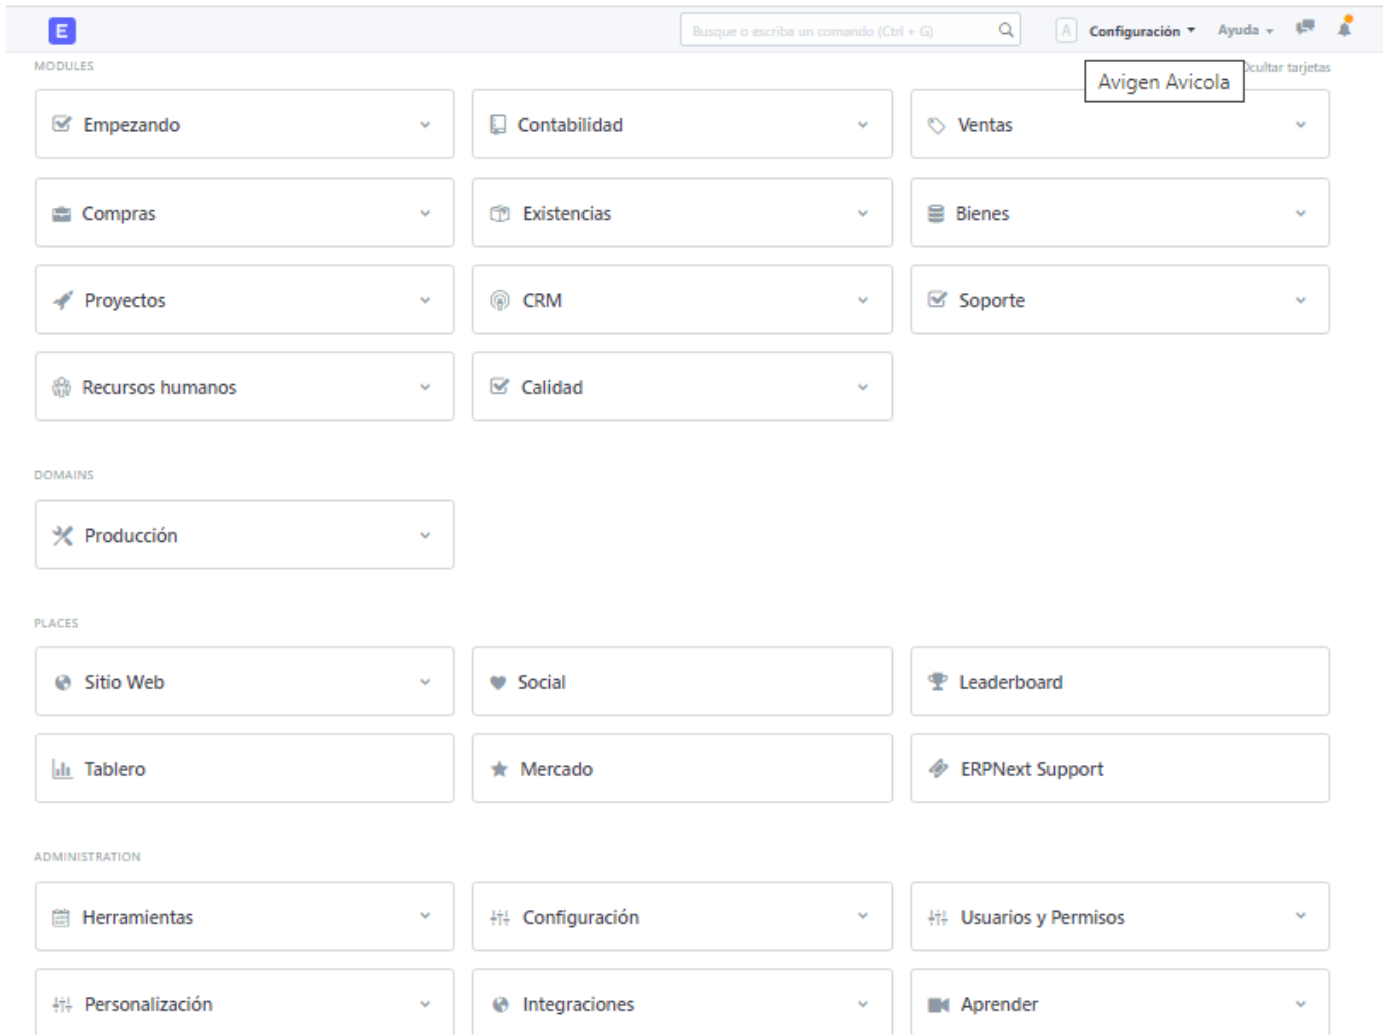 E Busque o escriba un comando (Ctrl + G) A Configuración Ayuda
MODULES Ocultar tarjetas
Avigen Avicola
Empezando Contabilidad Ventas
Compras Existencias Bienes
Proyectos CRM Soporte
Recursos humanos Calidad
DOMAINS
Producción
PLACES
Sitio Web Social Leaderboard
Tablero Mercado ERPNext Support
ADMINISTRATION
Herramientas Configuración Usuarios y Permisos
Personalización Integraciones Aprender